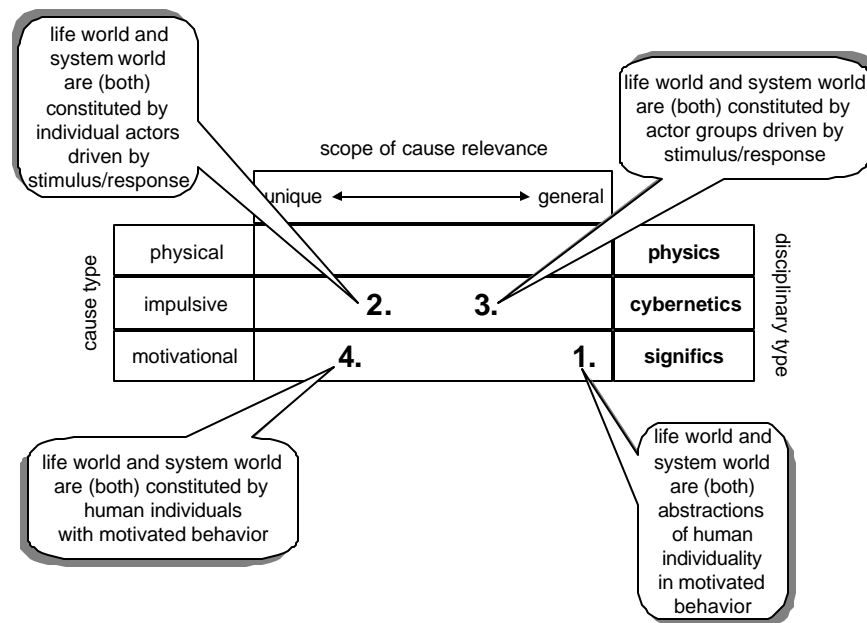 life world and
system world
are (both)
constituted by
individual actors
driven by
stimulus/response
life world and system world
are (both) constituted by
actor groups driven by
stimulus/response
scope of cause relevance
unique general
cause type
physical physics
impulsive 2. 3. cybernetics
motivational 4. 1. significs
disciplinary type
life world and system world
are (both) constituted by
human individuals
with motivated behavior
life world and
system world
are (both)
abstractions
of human
individuality
in motivated
behavior